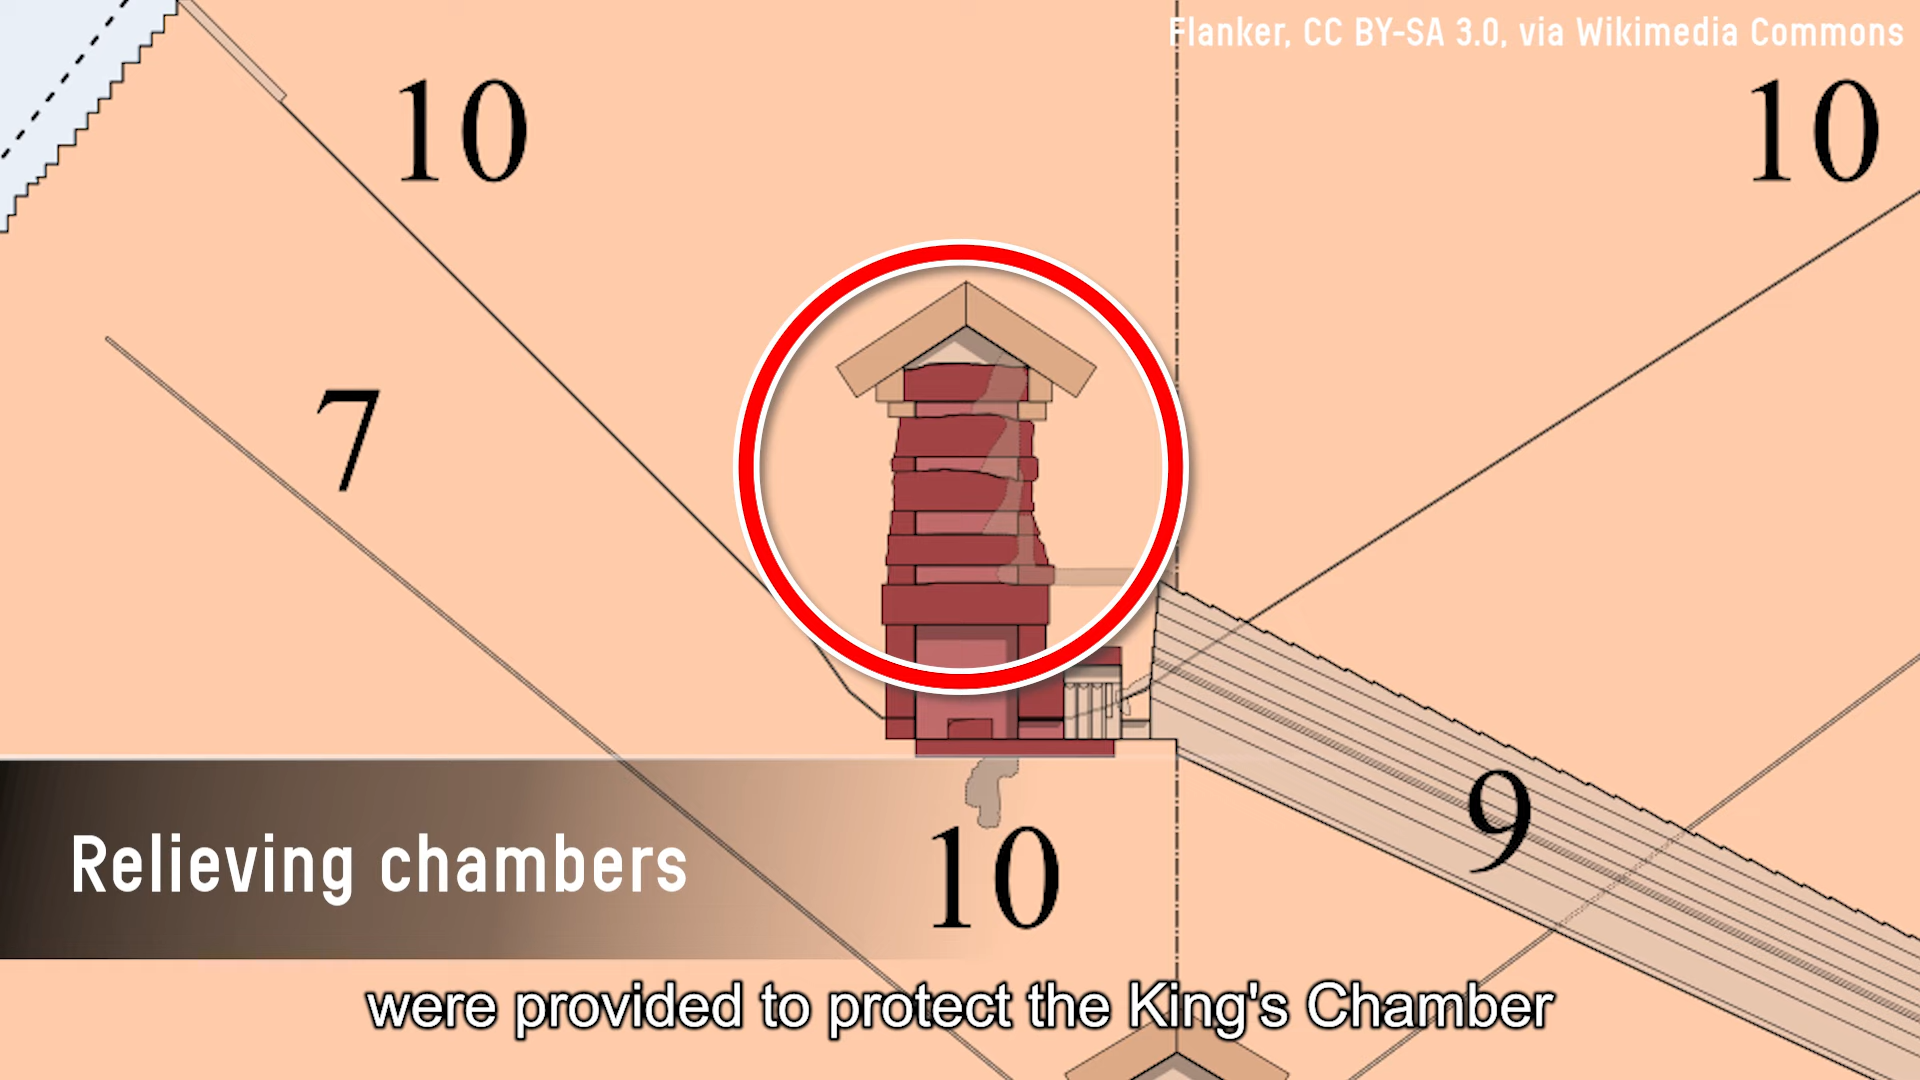 Flanker, CC BY-SA 3.0, via Wikimedia Commons
10
10
7
9
Relieving chambers
10
were provided to protect the King's Chamber